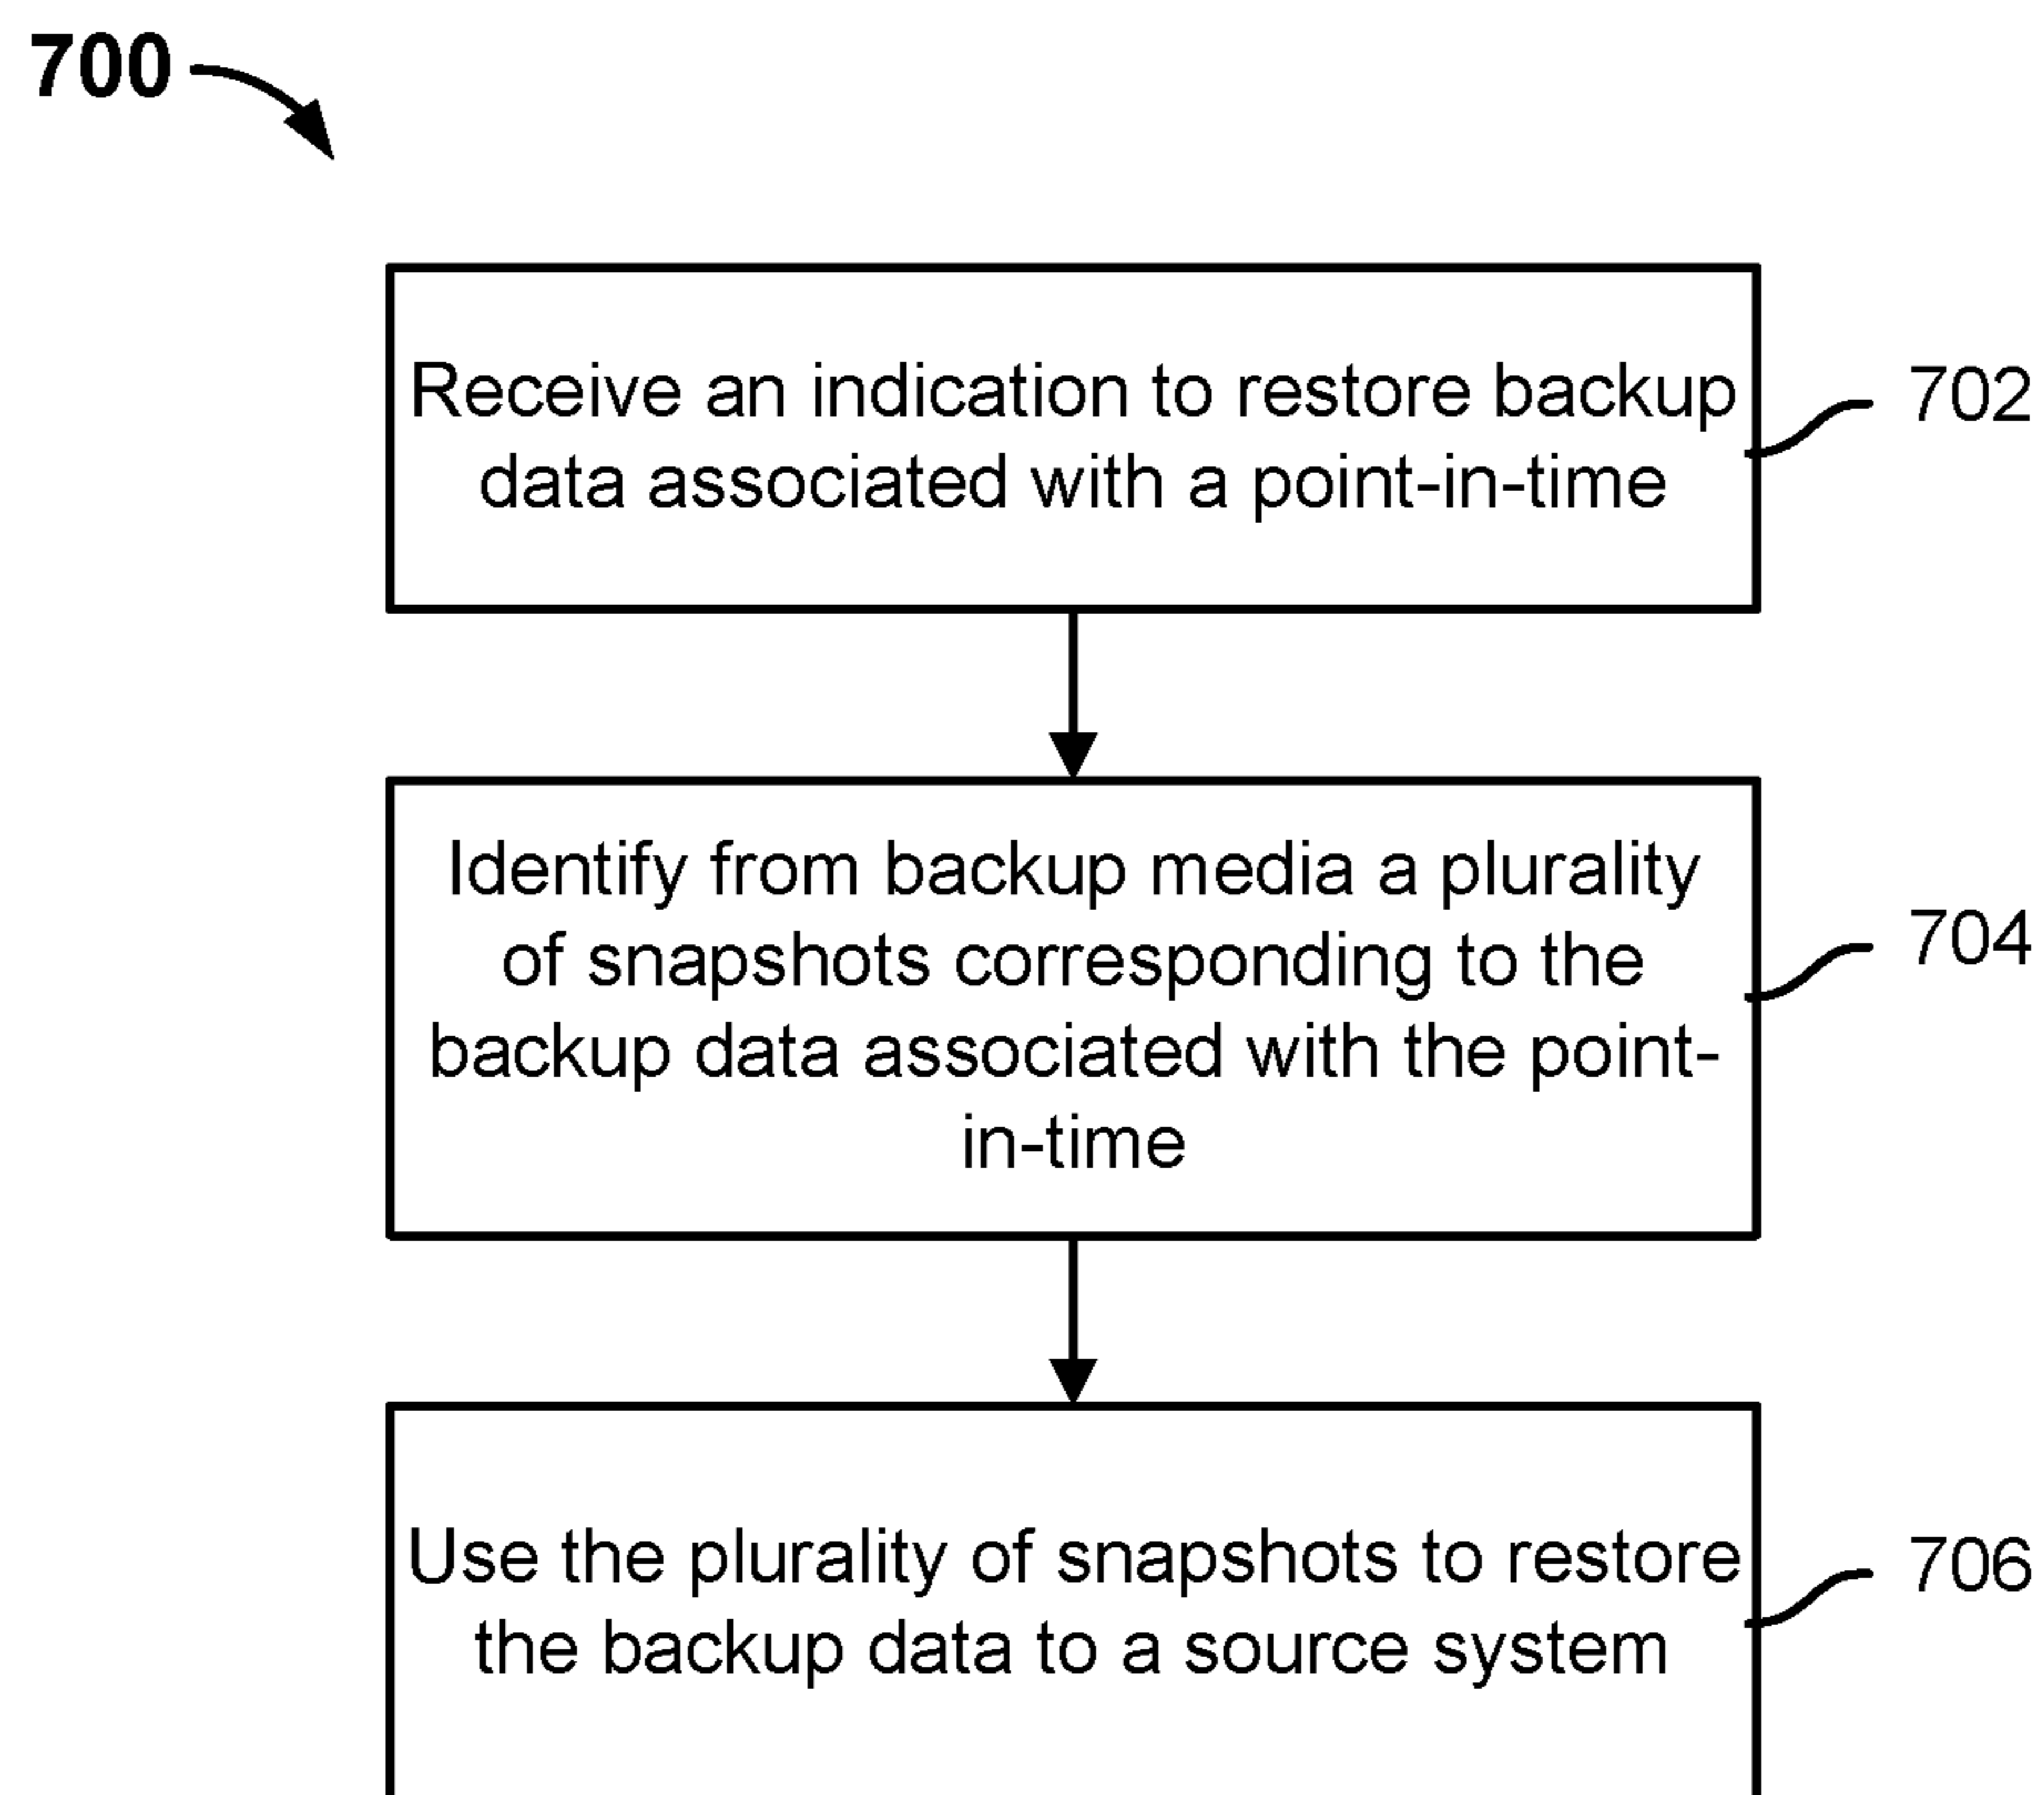 700
Receive an indication to restore backup
data associated with a point-in-time
702
Identify from backup media a plurality
of snapshots corresponding to the
backup data associated with the point-
in-time
704
Use the plurality of snapshots to restore
the backup data to a source system
706